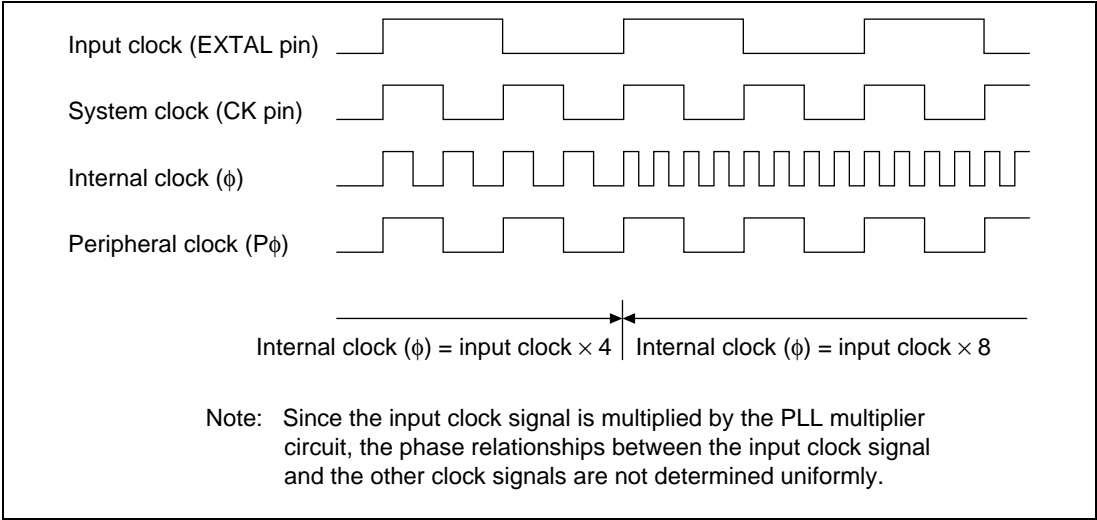 Input clock (EXTAL pin)
System clock (CK pin)
Internal clock (ϕ)
Peripheral clock (Pϕ)
Internal clock (ϕ) = input clock × 4
Internal clock (ϕ) = input clock × 8
Note: Since the input clock signal is multiplied by the PLL multiplier
circuit, the phase relationships between the input clock signal
and the other clock signals are not determined uniformly.